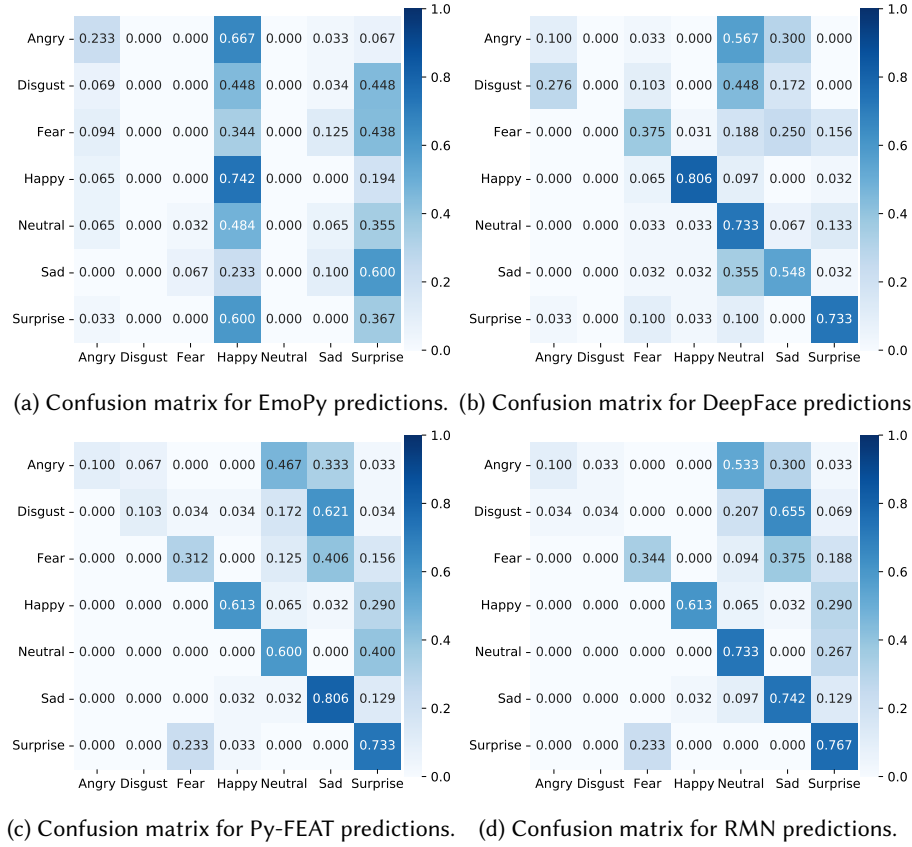 Angry 0.233 0.000 0.000 0.667 0.000 0.033 0.067
Disgust 0.069 0.000 0.000 0.448 0.000 0.034 0.448
Fear 0.094 0.000 0.000 0.344 0.000 0.125 0.438
Happy 0.065 0.000 0.000 0.742 0.000 0.000 0.194
Neutral 0.065 0.000 0.032 0.484 0.000 0.065 0.355
Sad 0.000 0.000 0.067 0.233 0.000 0.100 0.600
Surprise 0.033 0.000 0.000 0.600 0.000 0.000 0.367
Angry Disgust Fear Happy Neutral Sad Surprise
1.0
0.8
0.6
0.4
0.2
0.0
(a) Confusion matrix for EmoPy predictions.
Angry 0.100 0.000 0.033 0.000 0.567 0.300 0.000
Disgust 0.276 0.000 0.103 0.000 0.448 0.172 0.000
Fear 0.000 0.000 0.375 0.031 0.188 0.250 0.156
Happy 0.000 0.000 0.065 0.806 0.097 0.000 0.032
Neutral 0.000 0.000 0.033 0.033 0.733 0.067 0.133
Sad 0.000 0.000 0.032 0.032 0.355 0.548 0.032
Surprise 0.033 0.000 0.100 0.033 0.100 0.000 0.733
Angry Disgust Fear Happy Neutral Sad Surprise
1.0
0.8
0.6
0.4
0.2
0.0
(b) Confusion matrix for DeepFace predictions
Angry 0.100 0.067 0.000 0.000 0.467 0.333 0.033
Disgust 0.000 0.103 0.034 0.034 0.172 0.621 0.034
Fear 0.000 0.000 0.312 0.000 0.125 0.406 0.156
Happy 0.000 0.000 0.000 0.613 0.065 0.032 0.290
Neutral 0.000 0.000 0.000 0.000 0.600 0.000 0.400
Sad 0.000 0.000 0.000 0.032 0.032 0.806 0.129
Surprise 0.000 0.000 0.233 0.033 0.000 0.000 0.733
Angry Disgust Fear Happy Neutral Sad Surprise
1.0
0.8
0.6
0.4
0.2
0.0
(c) Confusion matrix for Py-FEAT predictions.
Angry 0.100 0.033 0.000 0.000 0.533 0.300 0.033
Disgust 0.034 0.034 0.000 0.000 0.207 0.655 0.069
Fear 0.000 0.000 0.344 0.000 0.094 0.375 0.188
Happy 0.000 0.000 0.000 0.613 0.065 0.032 0.290
Neutral 0.000 0.000 0.000 0.000 0.733 0.000 0.267
Sad 0.000 0.000 0.000 0.032 0.097 0.742 0.129
Surprise 0.000 0.000 0.233 0.000 0.000 0.000 0.767
Angry Disgust Fear Happy Neutral Sad Surprise
1.0
0.8
0.6
0.4
0.2
0.0
(d) Confusion matrix for RMN predictions.